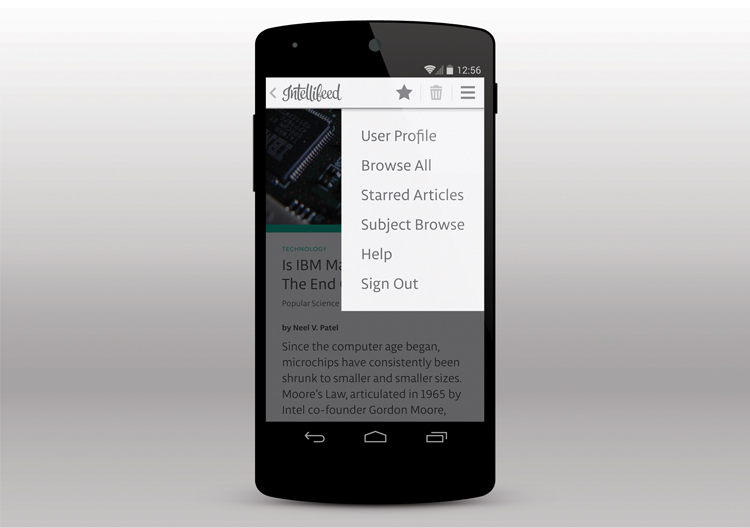 12:56
Intellifeed
User Profile
Browse All
Starred Articles
Subject Browse
Help
Sign Out
TECHNOLOGY
Is IBM Ma
The End
Popular Science
by Neel V. Patel
Since the computer age began,
microchips have consistently been
shrunk to smaller and smaller sizes.
Moore's Law, articulated in 1965 by
Intel co-founder Gordon Moore,